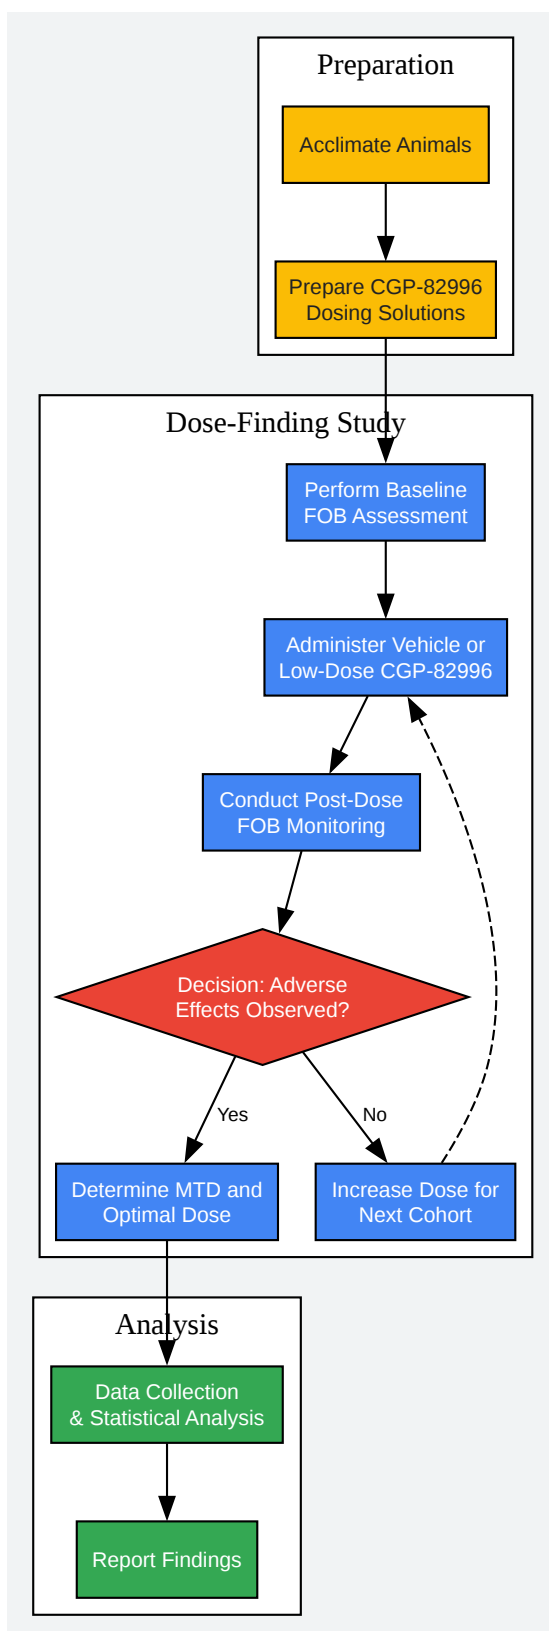 Preparation
Acclimate Animals
Prepare CGP-82996
Dosing Solutions
Dose-Finding Study
Perform Baseline
FOB Assessment
Administer Vehicle or
Low-Dose CGP-82996
Conduct Post-Dose
FOB Monitoring
Decision: Adverse
Effects Observed?
Yes
No
Determine MTD and
Optimal Dose
Increase Dose for
Next Cohort
Analysis
Data Collection
& Statistical Analysis
Report Findings